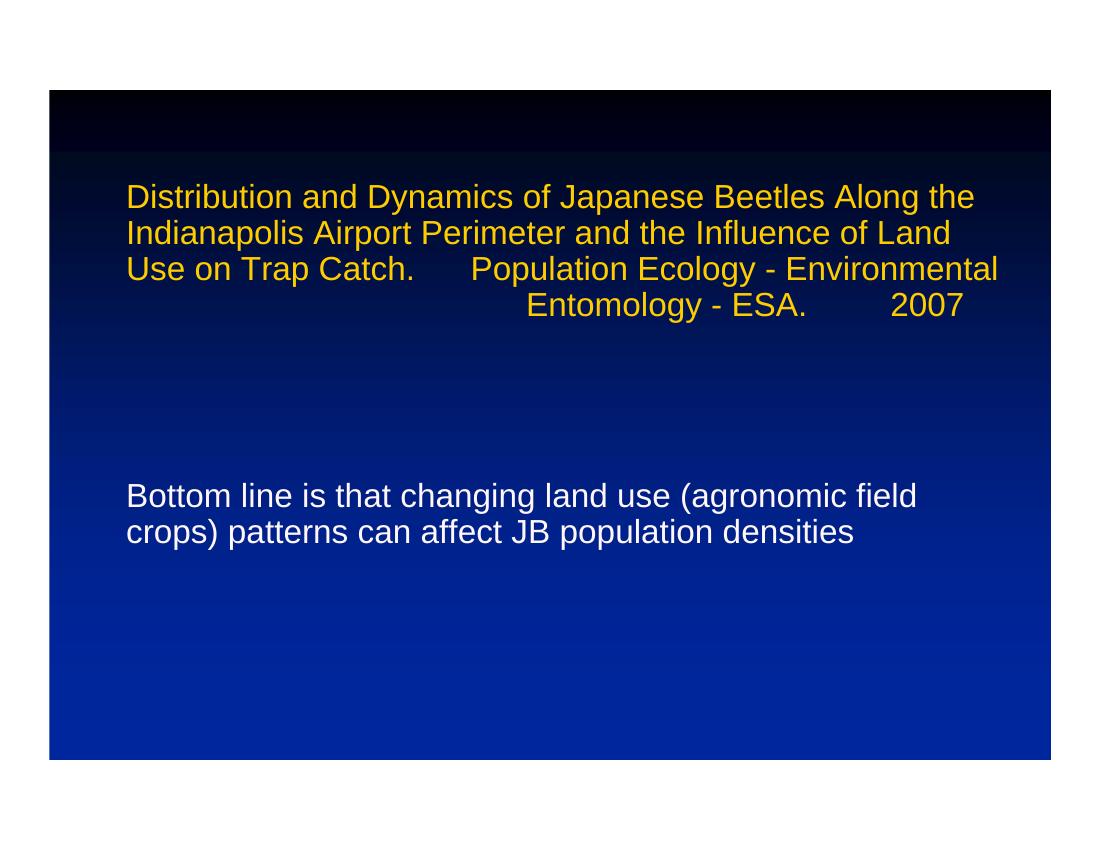 Distribution and Dynamics of Japanese Beetles Along the
Indianapolis Airport Perimeter and the Influence of Land
Use on Trap Catch. Population Ecology - Environmental
Entomology - ESA. 2007
Bottom line is that changing land use (agronomic field
crops) patterns can affect JB population densities